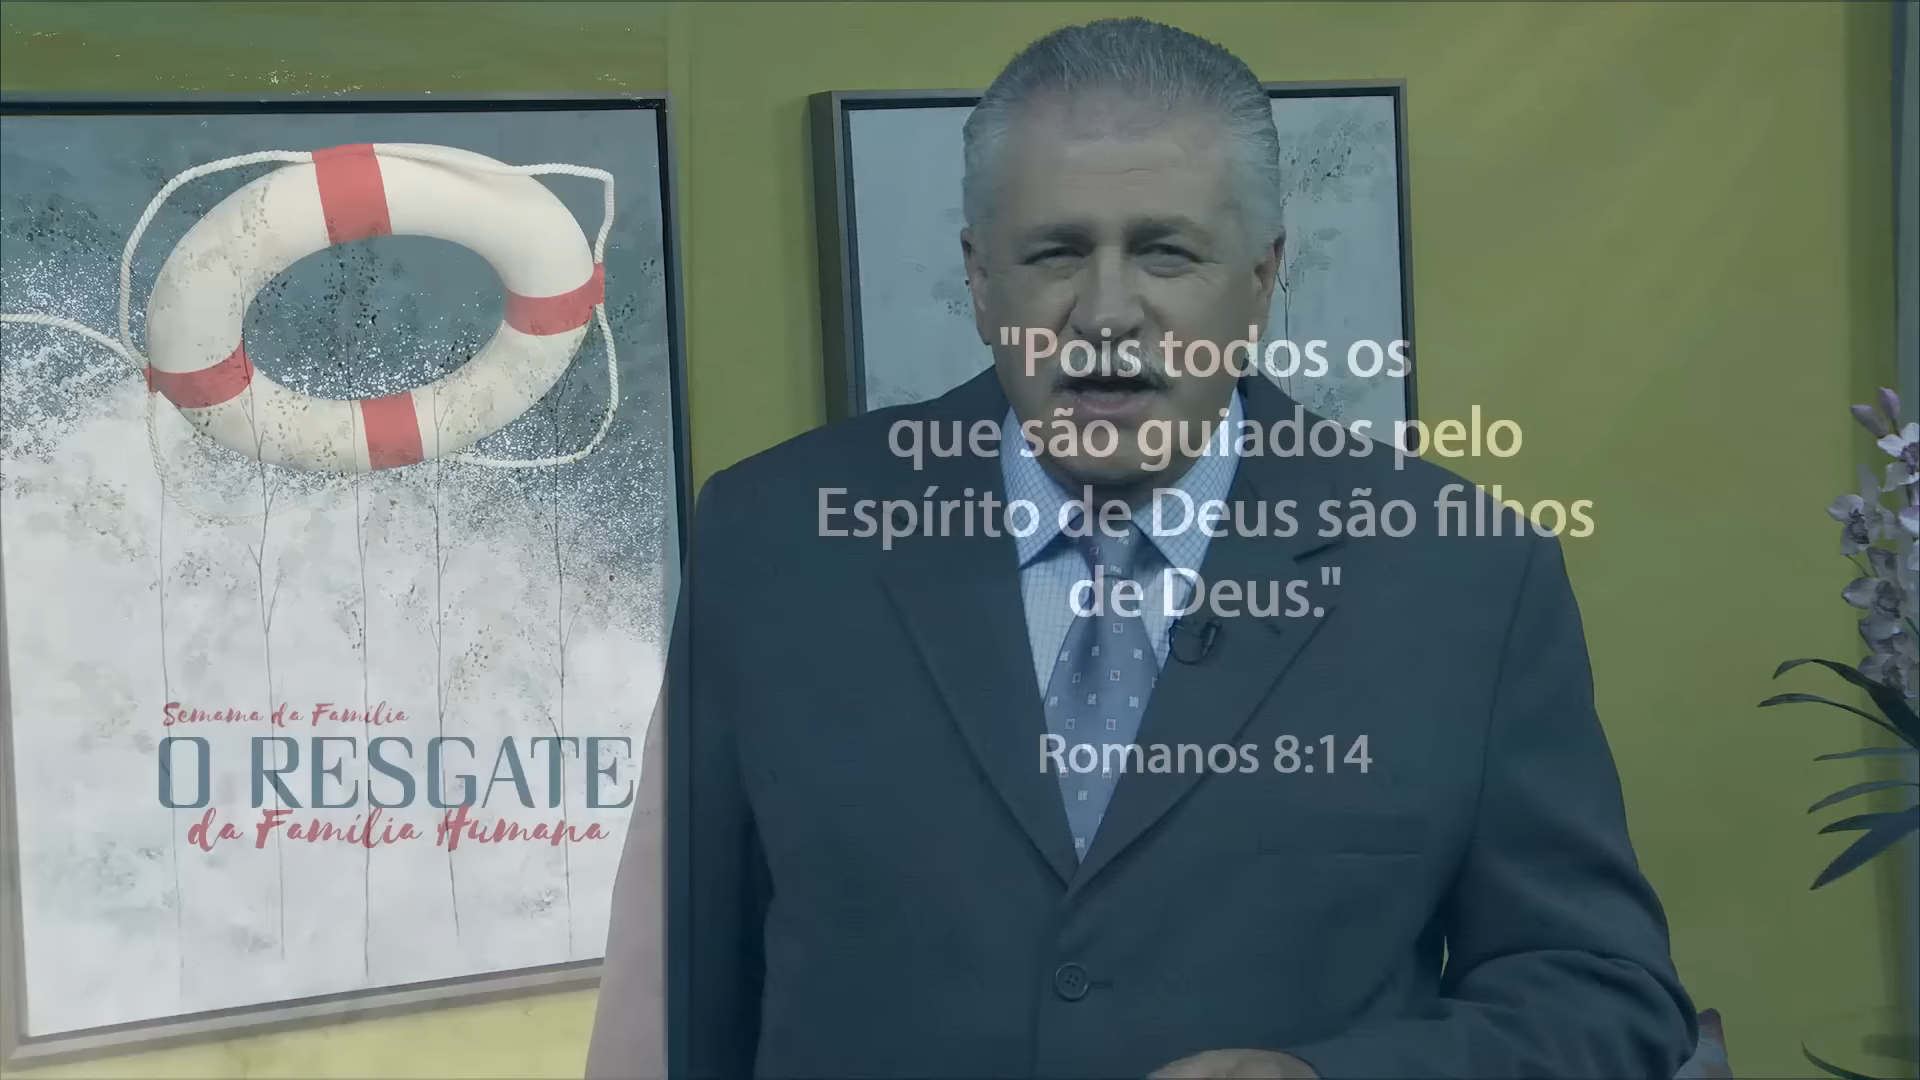 "Pois todos os
que são guiados pelo
Espírito de Deus são filhos
de Deus."
Romanos 8:14
Semana da Família
O RESGATE
da Família Humana